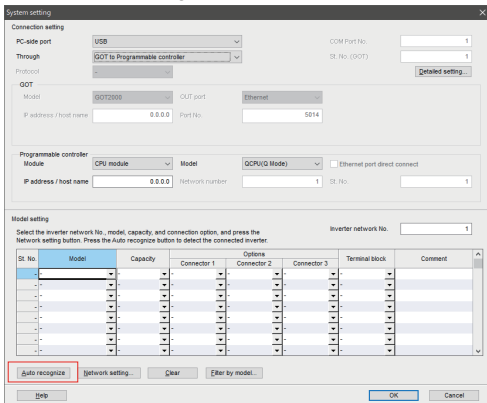 System setting
Connection setting
PC-side port USB COM Port No. 1
Through GOT to Programmable controller St. No. (GOT) 1
Protocol - Detailed setting...
GOT
Model GOT2000 OUT port Ethernet
IP address / host name 0.0.0.0 Port No. 5014
Programmable controller
Module CPU module Model QCPU(Q Mode) Ethernet port direct connect
IP address / host name 0.0.0.0 Network number 1 St. No. 1
Model setting
Select the inverter network No., model, capacity, and connection option, and press the
Network setting button. Press the Auto recognize button to detect the connected inverter.
Inverter network No. 1
St. No. Model Capacity Options Terminal block Comment
Connector 1 Connector 2 Connector 3
- - - - - - -
- - - - - - -
- - - - - - -
- - - - - - -
- - - - - - -
- - - - - - -
- - - - - - -
- - - - - - -
Auto recognize Network setting... Clear Filter by model...
Help OK Cancel